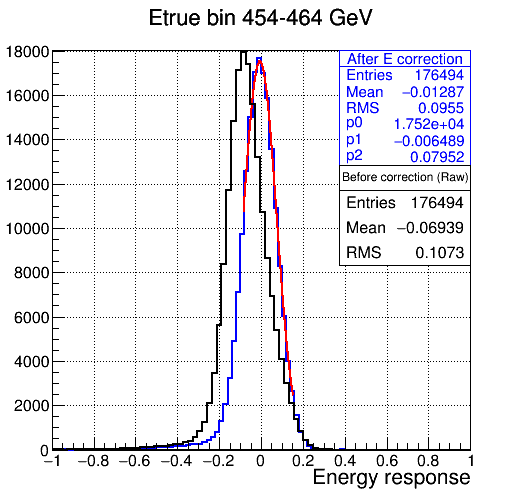 Etrue bin 454-464 GeV
18000
16000
14000
12000
10000
8000
6000
4000
2000
0
After E correction
Entries 176494
Mean −0.01287
RMS 0.0955
p0 1.752e+04
p1 −0.006489
p2 0.07952
Before correction (Raw)
Entries 176494
Mean −0.06939
RMS 0.1073
−1 −0.8 −0.6 −0.4 −0.2 0 0.2 0.4 0.6 0.8 1
Energy response